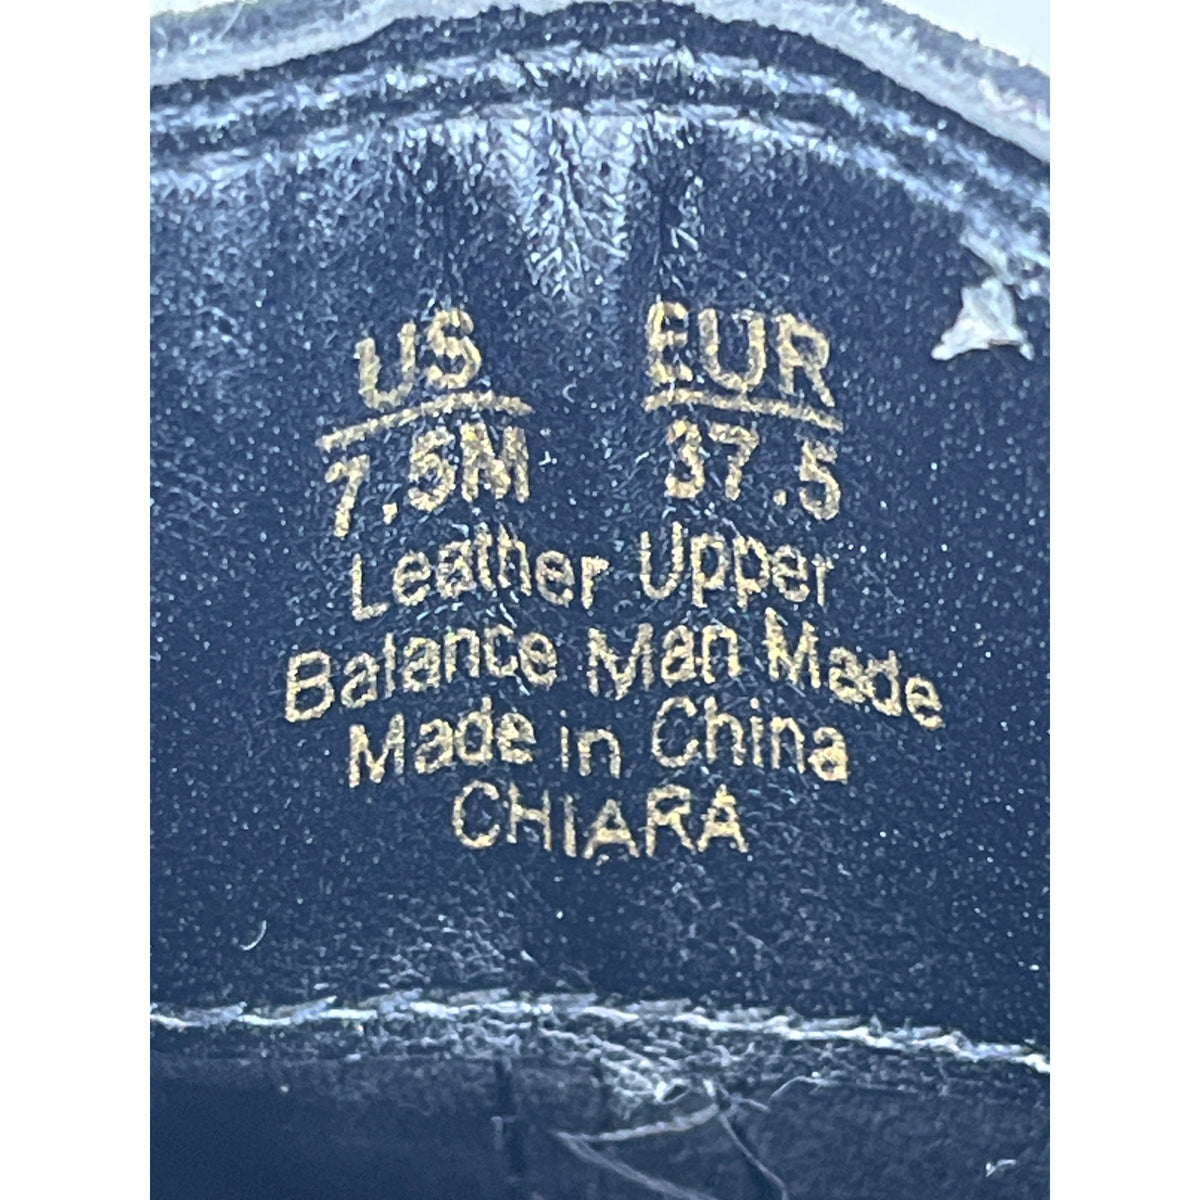 US EUR
7.5M 37.5
Leather Upper
Balance Man Made
Made in China
CHIARA